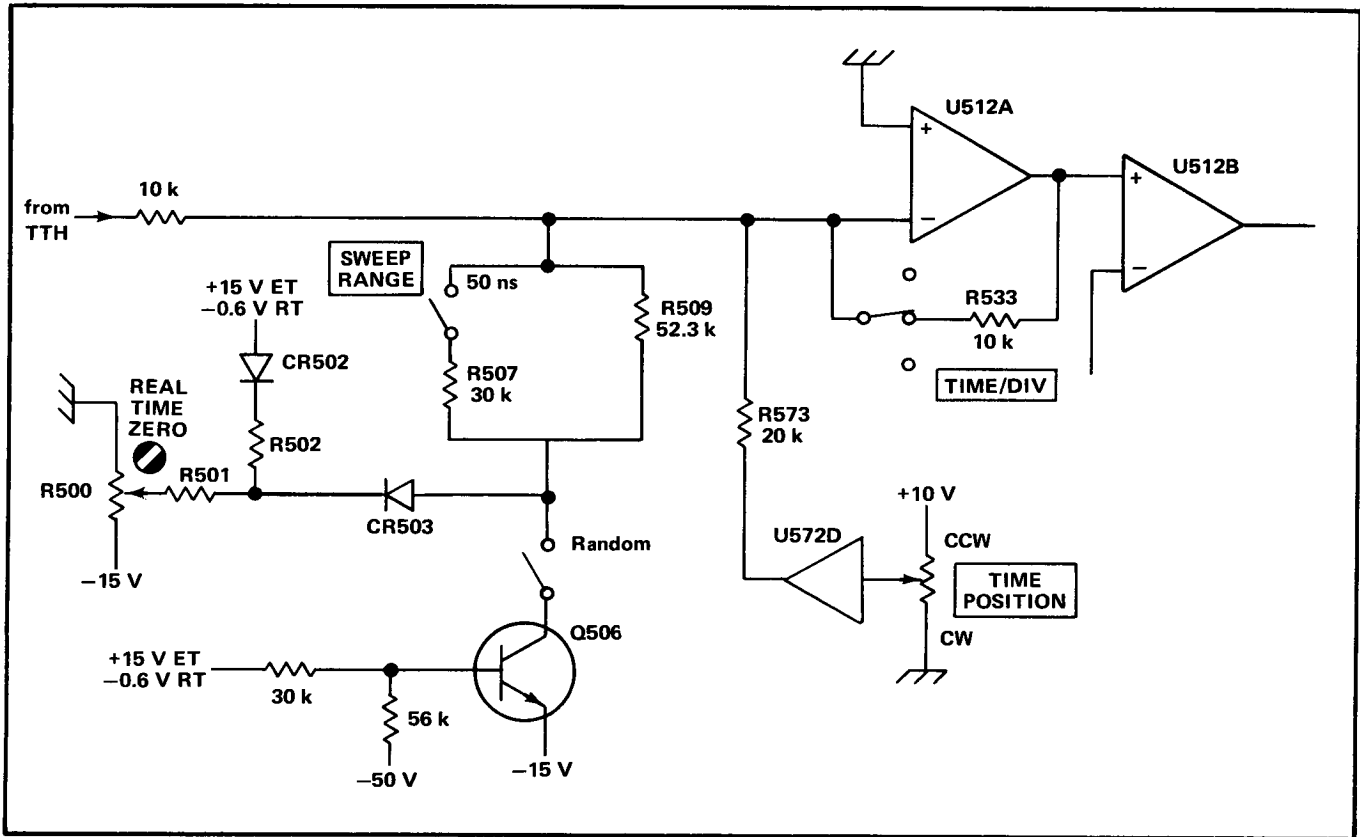 U512A
+
−
U512B
+
−
from
TTH
10 k
SWEEP
RANGE
50 ns
R509
52.3 k
R507
30 k
+15 V ET
−0.6 V RT
CR502
R502
REAL
TIME
ZERO
R501
R500
−15 V
CR503
R533
10 k
TIME/DIV
R573
20 k
U572D
+10 V
CCW
TIME
POSITION
CW
Random
Q506
+15 V ET
−0.6 V RT
30 k
56 k
−50 V
−15 V